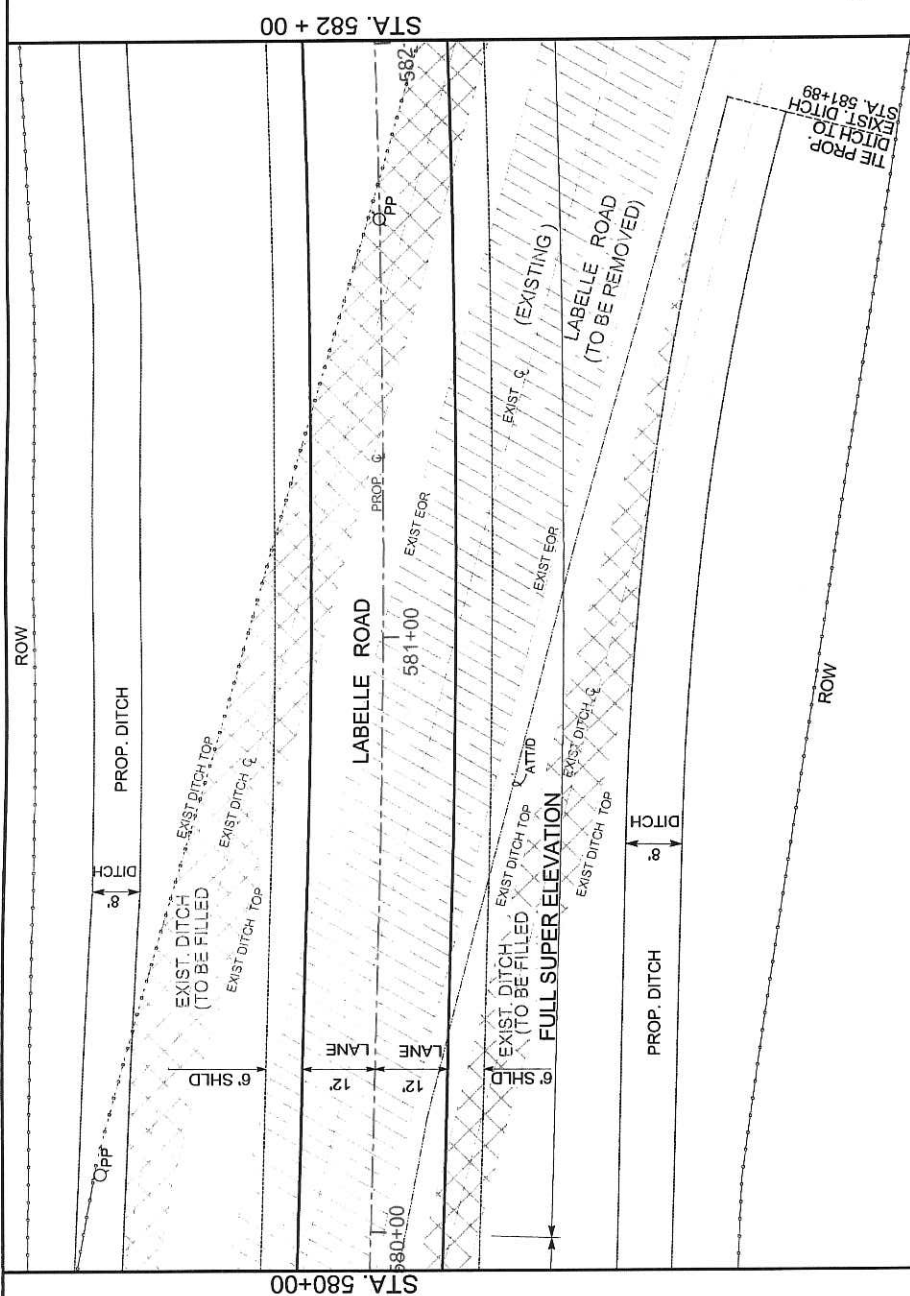 STA. 582 + 00
ROW
PROP. DITCH
8'
DITCH
EXIST DITCH TOP
EXIST DITCH ℄
EXIST. DITCH
(TO BE FILLED
EXIST DITCH TOP
PP
6' SHLD
LABELLE ROAD
PROP. ℄
PP
582
581+00
580+00
12'
LANE
12'
LANE
EXIST EOR
EXIST ℄
(EXISTING)
LABELLE ROAD
(TO BE REMOVED)
EXIST EOR
ATT/D
EXIST DITCH TOP
EXIST. DITCH
(TO BE FILLED
6' SHLD
FULL SUPER ELEVATION
EXIST DITCH ℄
EXIST DITCH TOP
8'
DITCH
PROP. DITCH
TIE PROP.
DITCH TO
EXIST. DITCH
STA. 581+89
ROW
STA. 580+00